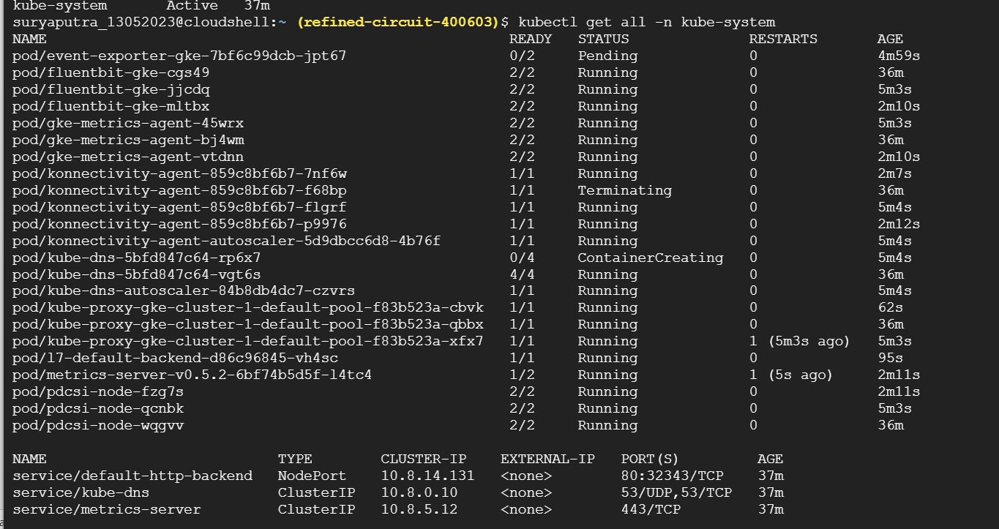 kube-system Active 37m
suryaputra_13052023@cloudshell:~ (refined-circuit-400603)$ kubectl get all -n kube-system
NAME READY STATUS RESTARTS AGE
pod/event-exporter-gke-7bf6c99dcb-jpt67 0/2 Pending 0 4m59s
pod/fluentbit-gke-cgs49 2/2 Running 0 36m
pod/fluentbit-gke-jjcdq 2/2 Running 0 5m3s
pod/fluentbit-gke-mltbx 2/2 Running 0 2m10s
pod/gke-metrics-agent-45wrx 2/2 Running 0 5m3s
pod/gke-metrics-agent-bj4wm 2/2 Running 0 36m
pod/gke-metrics-agent-vtdnn 2/2 Running 0 2m10s
pod/konnectivity-agent-859c8bf6b7-7nf6w 1/1 Running 0 2m7s
pod/konnectivity-agent-859c8bf6b7-f68bp 1/1 Terminating 0 36m
pod/konnectivity-agent-859c8bf6b7-flgrf 1/1 Running 0 5m4s
pod/konnectivity-agent-859c8bf6b7-p9976 1/1 Running 0 2m12s
pod/konnectivity-agent-autoscaler-5d9dbcc6d8-4b76f 1/1 Running 0 5m4s
pod/kube-dns-5bfd847c64-rp6x7 0/4 ContainerCreating 0 5m4s
pod/kube-dns-5bfd847c64-vgt6s 4/4 Running 0 36m
pod/kube-dns-autoscaler-84b8db4dc7-czvrs 1/1 Running 0 5m4s
pod/kube-proxy-gke-cluster-1-default-pool-f83b523a-cbvk 1/1 Running 0 62s
pod/kube-proxy-gke-cluster-1-default-pool-f83b523a-qbbx 1/1 Running 0 36m
pod/kube-proxy-gke-cluster-1-default-pool-f83b523a-xfx7 1/1 Running 1 (5m3s ago) 5m3s
pod/l7-default-backend-d86c96845-vh4sc 1/1 Running 0 95s
pod/metrics-server-v0.5.2-6bf74b5d5f-l4tc4 1/2 Running 1 (5s ago) 2m11s
pod/pdcsi-node-fzg7s 2/2 Running 0 2m11s
pod/pdcsi-node-qcnbk 2/2 Running 0 5m3s
pod/pdcsi-node-wqgvv 2/2 Running 0 36m
NAME TYPE CLUSTER-IP EXTERNAL-IP PORT(S) AGE
service/default-http-backend NodePort 10.8.14.131 <none> 80:32343/TCP 37m
service/kube-dns ClusterIP 10.8.0.10 <none> 53/UDP,53/TCP 37m
service/metrics-server ClusterIP 10.8.5.12 <none> 443/TCP 37m